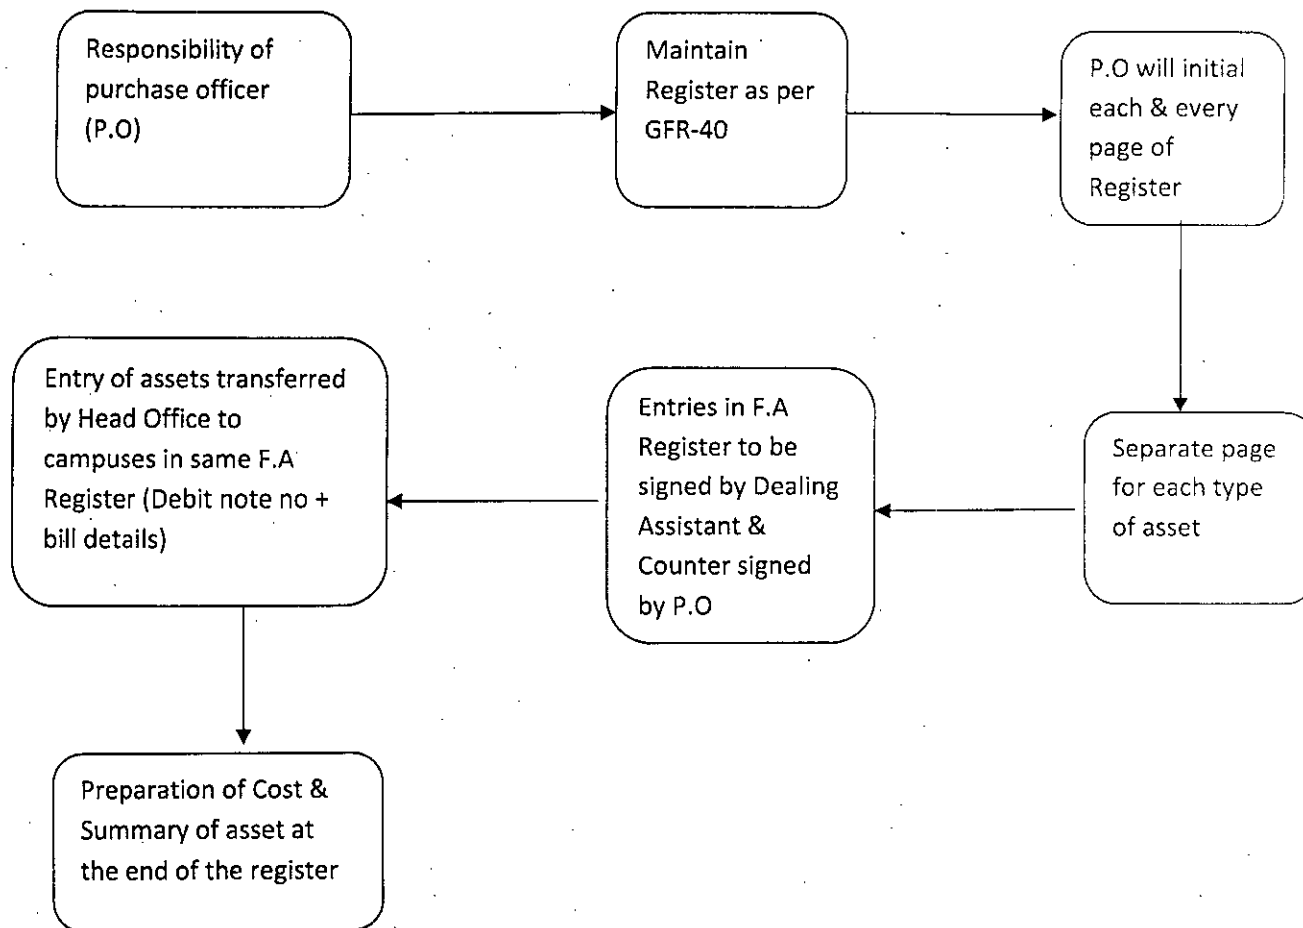 Responsibility of
purchase officer
(P.O)
Maintain
Register as per
GFR-40
P.O will initial
each & every
page of
Register
Separate page
for each type
of asset
Entries in F.A
Register to be
signed by Dealing
Assistant &
Counter signed
by P.O
Entry of assets transferred
by Head Office to
campuses in same F.A
Register (Debit note no +
bill details)
Preparation of Cost &
Summary of asset at
the end of the register